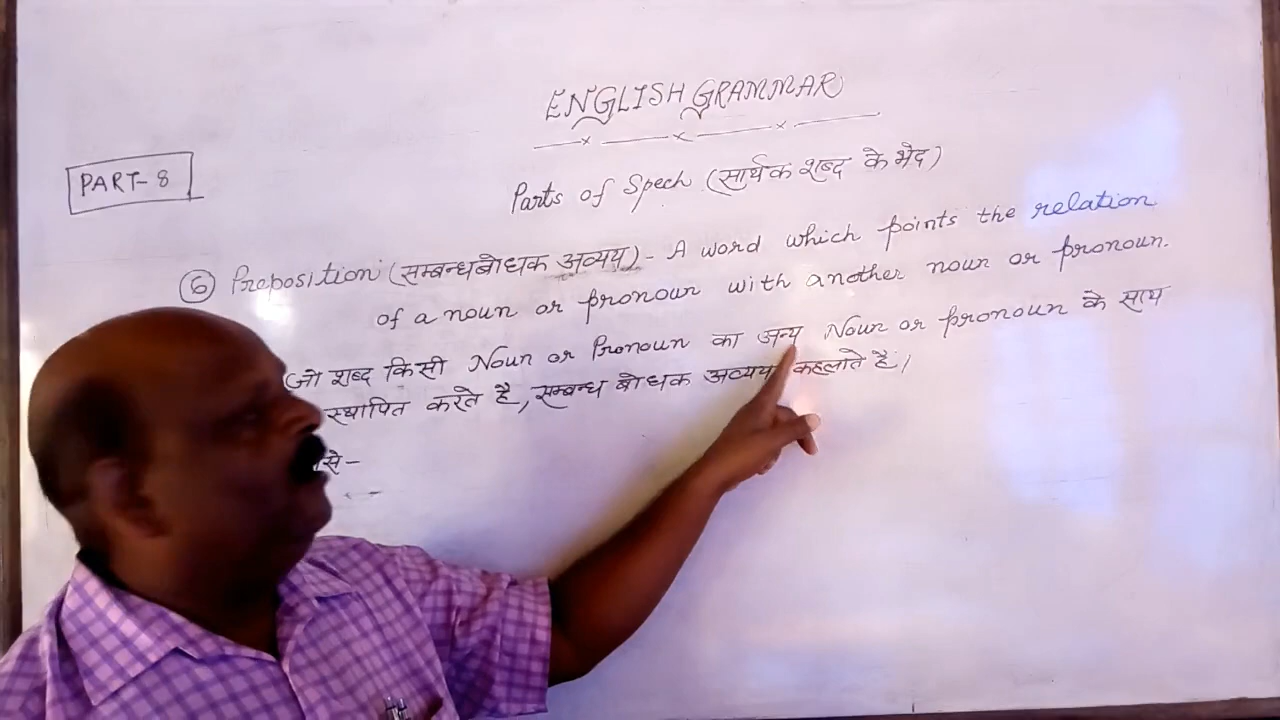 ENGLISH GRAMMAR
PART-8
Parts of Spech (सार्थक शब्द के भेद)
⑥ Preposition (सम्बन्धबोधक अव्यय) - A word which points the relation
of a noun or pronoun with another noun or pronoun.
जो शब्द किसी Noun or Pronoun का अन्य Noun or pronoun के साथ
स्थापित करते है, सम्बन्ध बोधक अव्यय कहलाते है।
से -